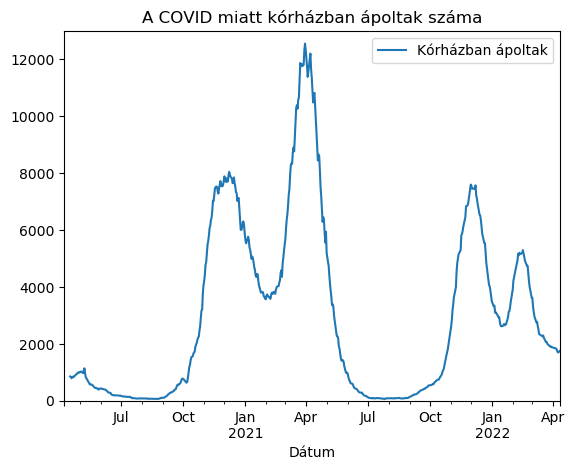 A COVID miatt kórházban ápoltak száma
Kórházban ápoltak
12000
10000
8000
6000
4000
2000
0
Jul Oct Jan Apr Jul Oct Jan Apr
2021 2022
Dátum